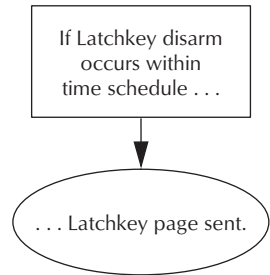 If Latchkey disarm
occurs within
time schedule . . .
. . . Latchkey page sent.